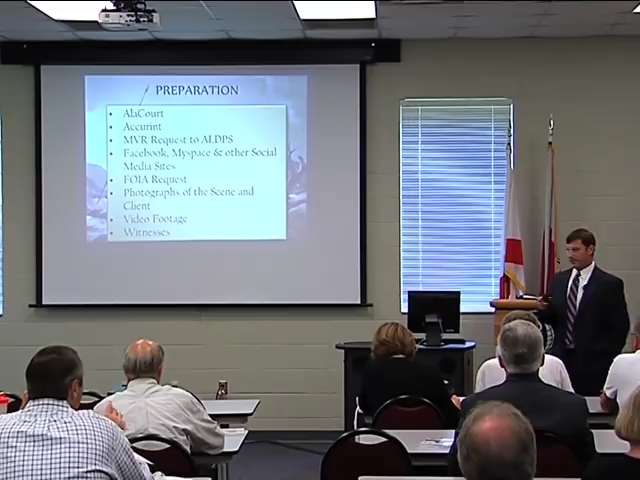 PREPARATION
• AlaCourt
• Accurint
• MVR Request to ALDPS
• Facebook, Myspace & other Social
Media Sites
• FOIA Request
• Photographs of the Scene and
Client
• Video Footage
• Witnesses